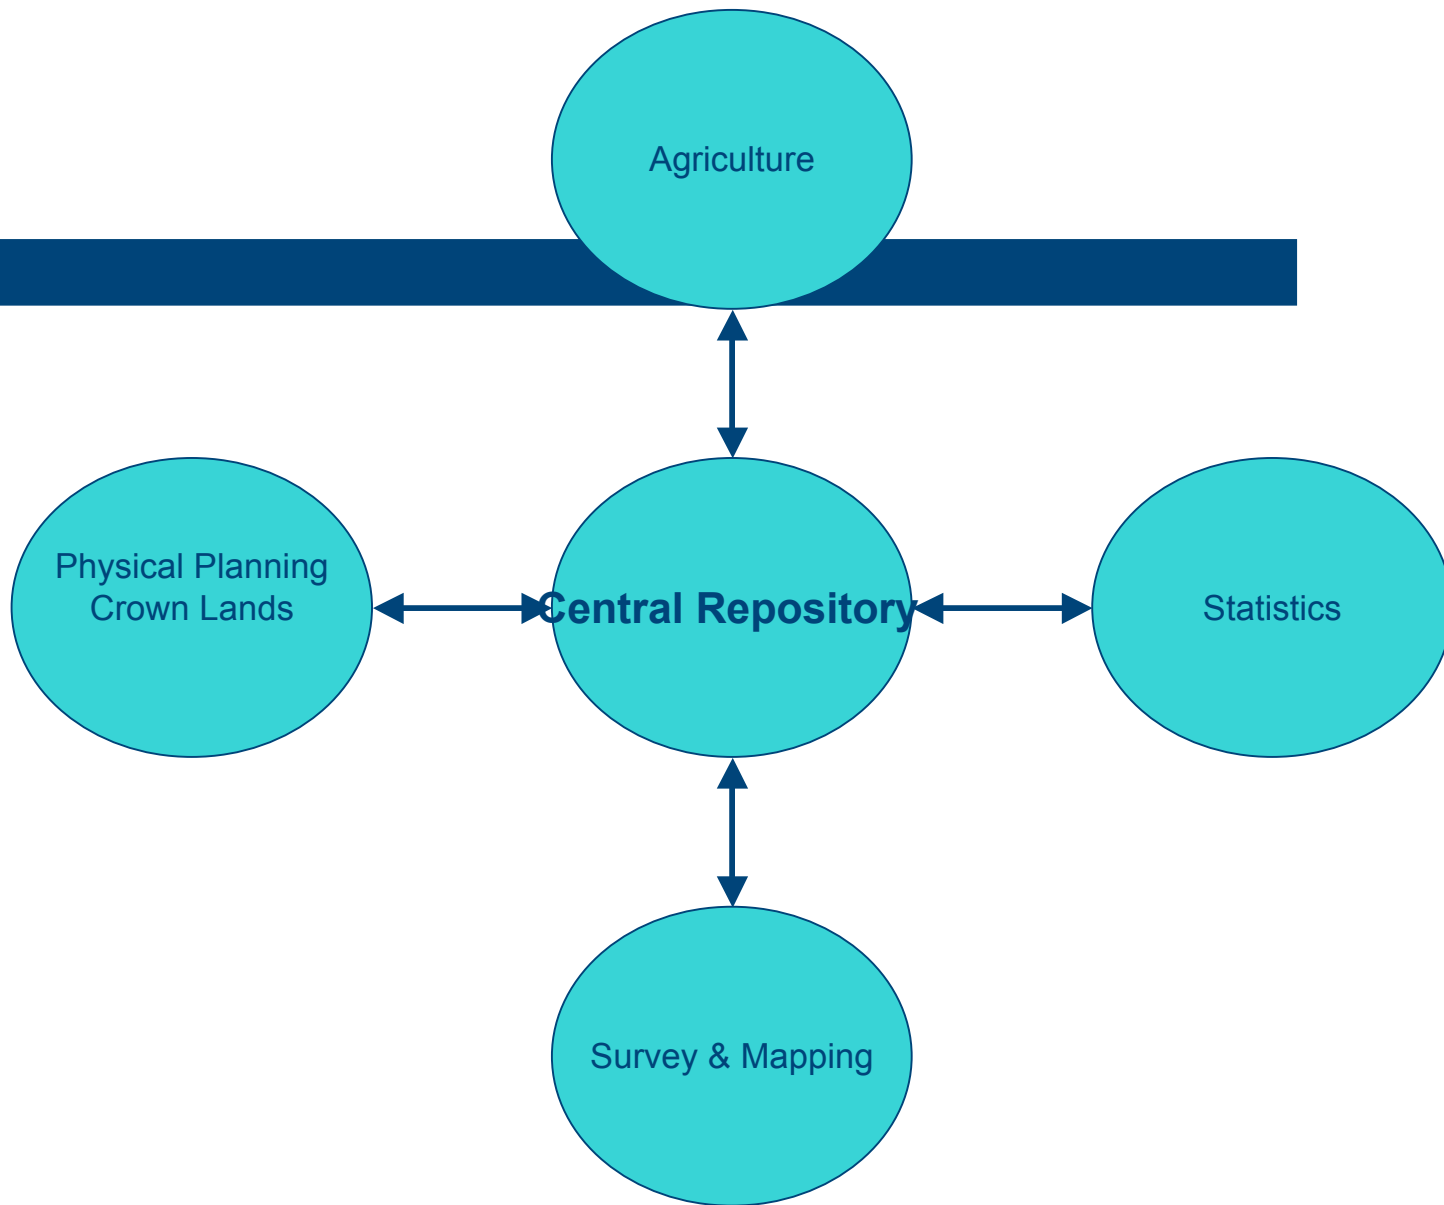 Agriculture
Physical Planning
Crown Lands
Central Repository
Statistics
Survey & Mapping